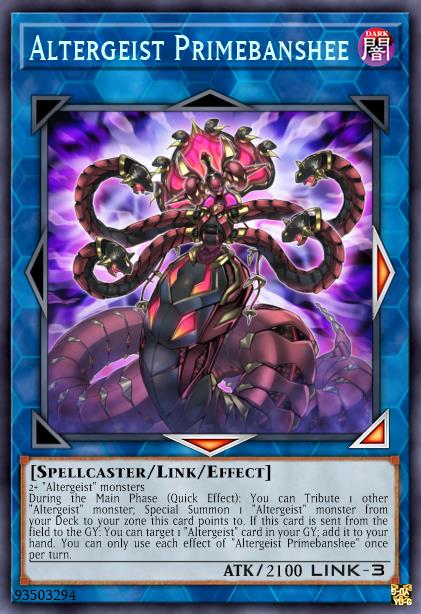 ALTERGEIST PRIMEBANSHEE
DARK
闇
[SPELLCASTER/LINK/EFFECT]
2+ "Altergeist" monsters
During the Main Phase (Quick Effect): You can Tribute 1 other
"Altergeist" monster; Special Summon 1 "Altergeist" monster from
your Deck to your zone this card points to. If this card is sent from the
field to the GY: You can target 1 "Altergeist" card in your GY; add it to your
hand. You can only use each effect of "Altergeist Primebanshee" once
per turn.
ATK/2100 LINK-3
93503294